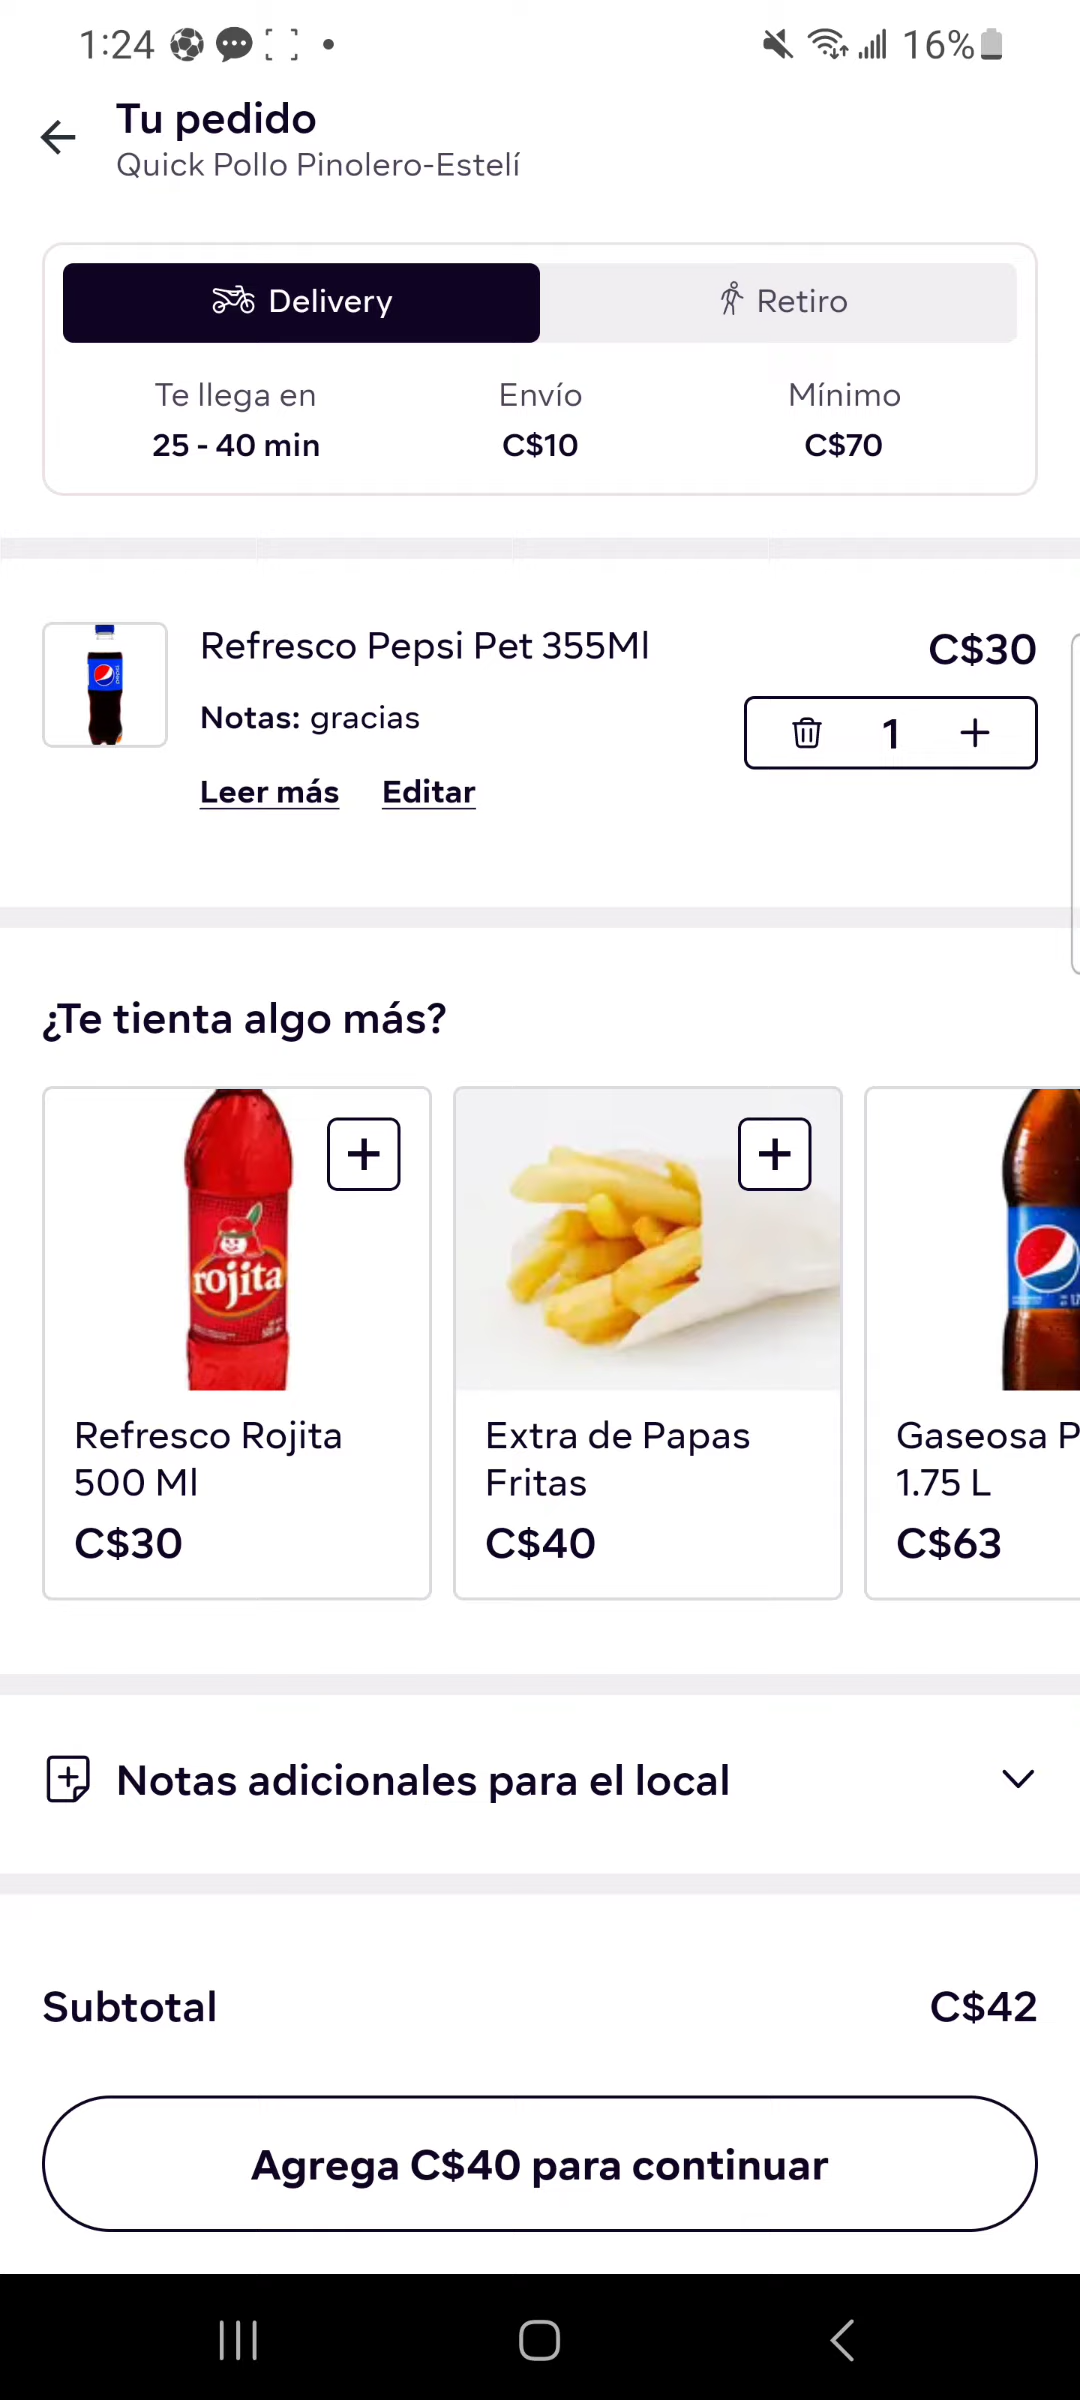 1:24
16%
Tu pedido
Quick Pollo Pinolero-Estelí
Delivery
Retiro
Te llega en
Envío
Mínimo
25 - 40 min
C$10
C$70
Refresco Pepsi Pet 355Ml
C$30
Notas: gracias
1
Leer más
Editar
¿Te tienta algo más?
rojita
Refresco Rojita
500 Ml
C$30
Extra de Papas
Fritas
C$40
Gaseosa P
1.75 L
C$63
Notas adicionales para el local
Subtotal
C$42
Agrega C$40 para continuar